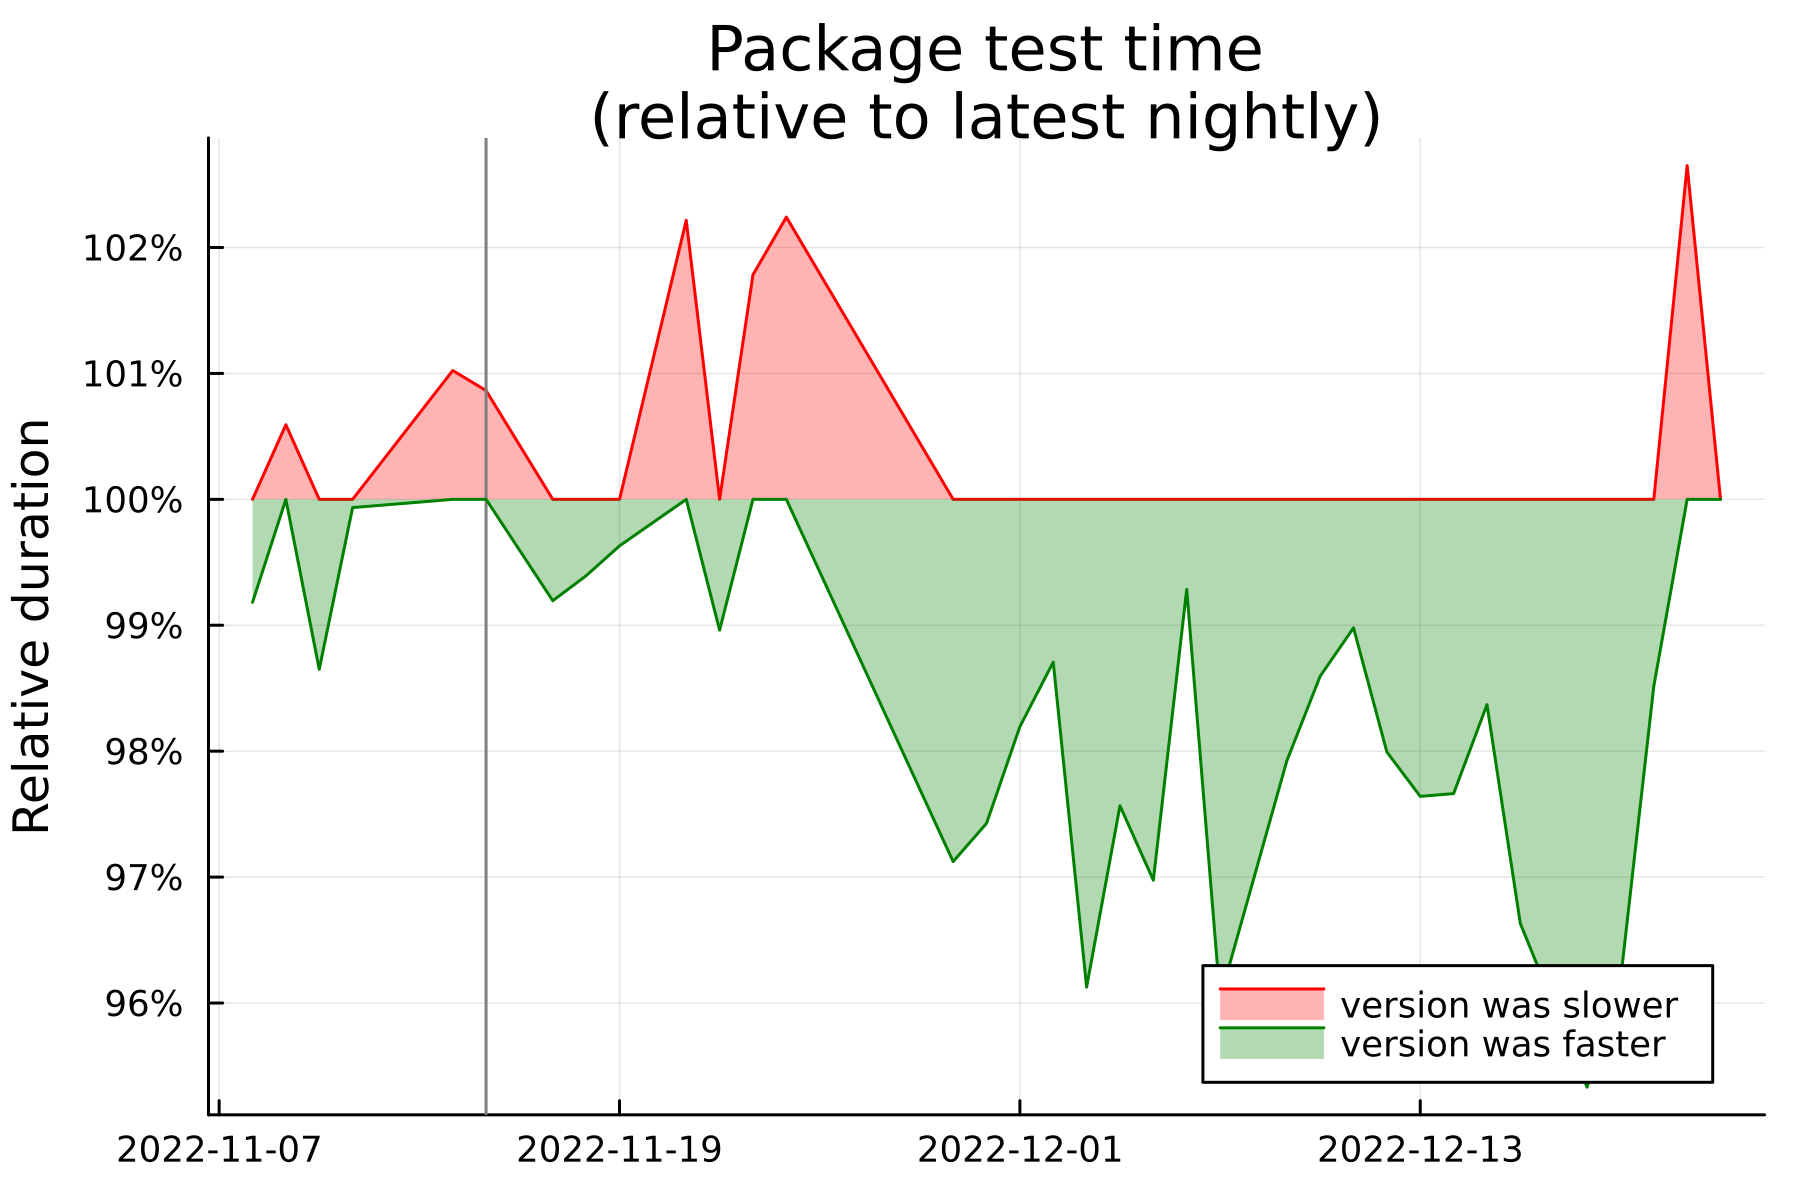 Package test time
(relative to latest nightly)
Relative duration
102%
101%
100%
99%
98%
97%
96%
version was slower
version was faster
2022-11-07
2022-11-19
2022-12-01
2022-12-13